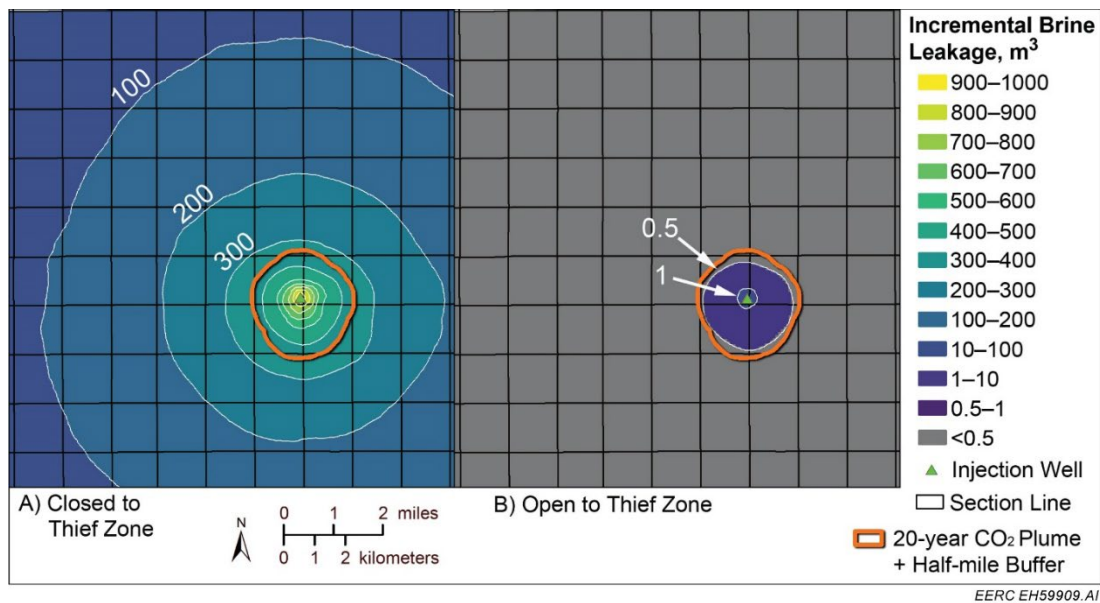 100
200
300
0.5
1
Incremental Brine
Leakage, m³
900–1000
800–900
700–800
600–700
500–600
400–500
300–400
200–300
100–200
10–100
1–10
0.5–1
<0.5
Injection Well
Section Line
20-year CO₂ Plume
+ Half-mile Buffer
A) Closed to
Thief Zone
N
0 1 2 miles
0 1 2 kilometers
B) Open to Thief Zone
EERC EH59909.AI